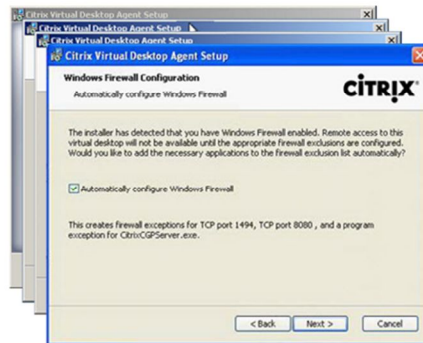 Citrix Virtual Desktop Agent Setup
Citrix Virtual Desktop Agent Setup
Citrix Virtual Desktop Agent Setup
Citrix Virtual Desktop Agent Setup
Windows Firewall Configuration
Automatically configure Windows Firewall
CITRIX
The installer has detected that you have Windows Firewall enabled. Remote access to this
virtual desktop will not be available until the appropriate firewall exclusions are configured.
Would you like to add the necessary applications to the firewall exclusion list automatically?
Automatically configure Windows Firewall
This creates firewall exceptions for TCP port 1494, TCP port 8080 , and a program
exception for CitrixCGPServer.exe.
< Back Next > Cancel